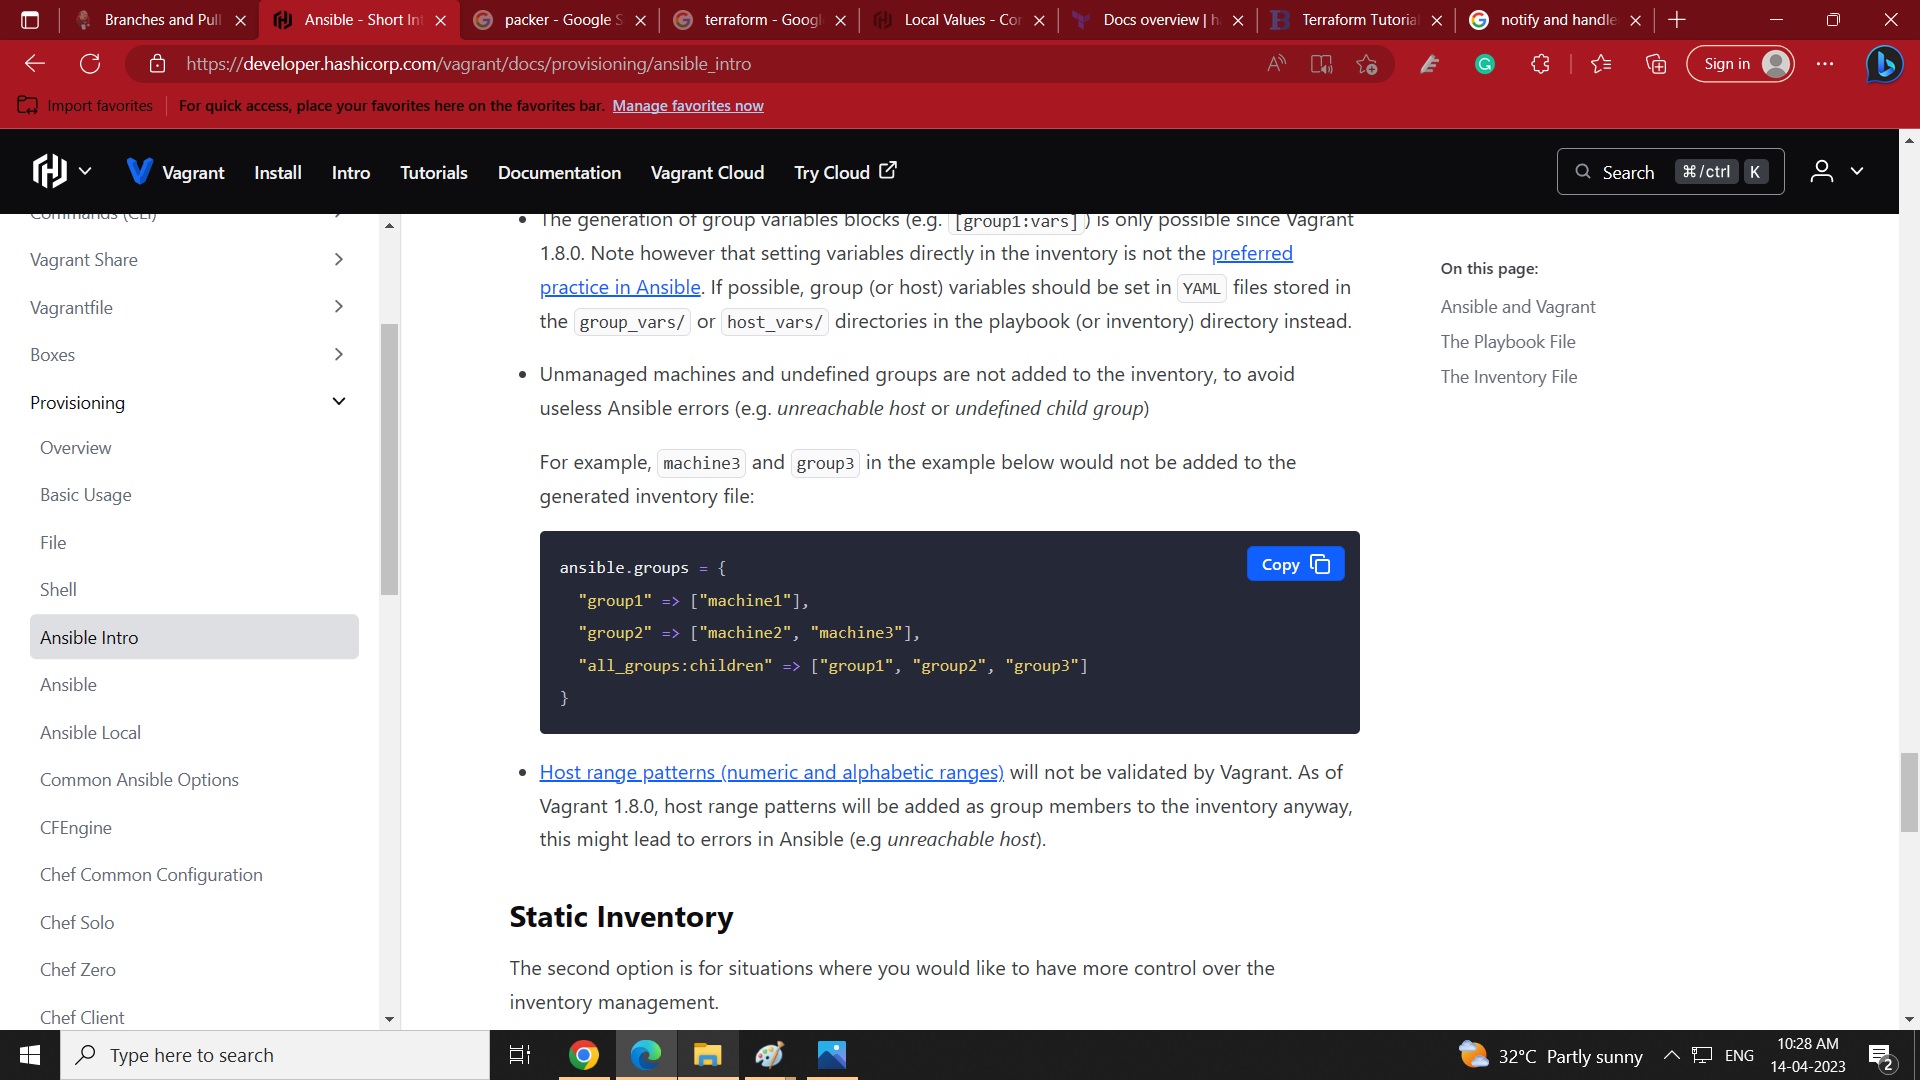 Branches and Pull
Ansible - Short Int
packer - Google S
terraform - Googl
Local Values - Con
Docs overview | h
Terraform Tutorial
notify and handle
https://developer.hashicorp.com/vagrant/docs/provisioning/ansible_intro
Sign in
Import favorites
For quick access, place your favorites here on the favorites bar. Manage favorites now
Vagrant
Install
Intro
Tutorials
Documentation
Vagrant Cloud
Try Cloud
Search
⌘/ctrl
K
Commands (CLI)
Vagrant Share
Vagrantfile
Boxes
Provisioning
Overview
Basic Usage
File
Shell
Ansible Intro
Ansible
Ansible Local
Common Ansible Options
CFEngine
Chef Common Configuration
Chef Solo
Chef Zero
Chef Client
• The generation of group variables blocks (e.g. [group1:vars] ) is only possible since Vagrant
1.8.0. Note however that setting variables directly in the inventory is not the preferred
practice in Ansible. If possible, group (or host) variables should be set in YAML files stored in
the group_vars/ or host_vars/ directories in the playbook (or inventory) directory instead.
• Unmanaged machines and undefined groups are not added to the inventory, to avoid
useless Ansible errors (e.g. unreachable host or undefined child group)
For example, machine3 and group3 in the example below would not be added to the
generated inventory file:
Copy
ansible.groups = {
"group1" => ["machine1"],
"group2" => ["machine2", "machine3"],
"all_groups:children" => ["group1", "group2", "group3"]
}
• Host range patterns (numeric and alphabetic ranges) will not be validated by Vagrant. As of
Vagrant 1.8.0, host range patterns will be added as group members to the inventory anyway,
this might lead to errors in Ansible (e.g unreachable host).
Static Inventory
The second option is for situations where you would like to have more control over the
inventory management.
On this page:
Ansible and Vagrant
The Playbook File
The Inventory File
Type here to search
32°C Partly sunny
ENG
10:28 AM
14-04-2023
2